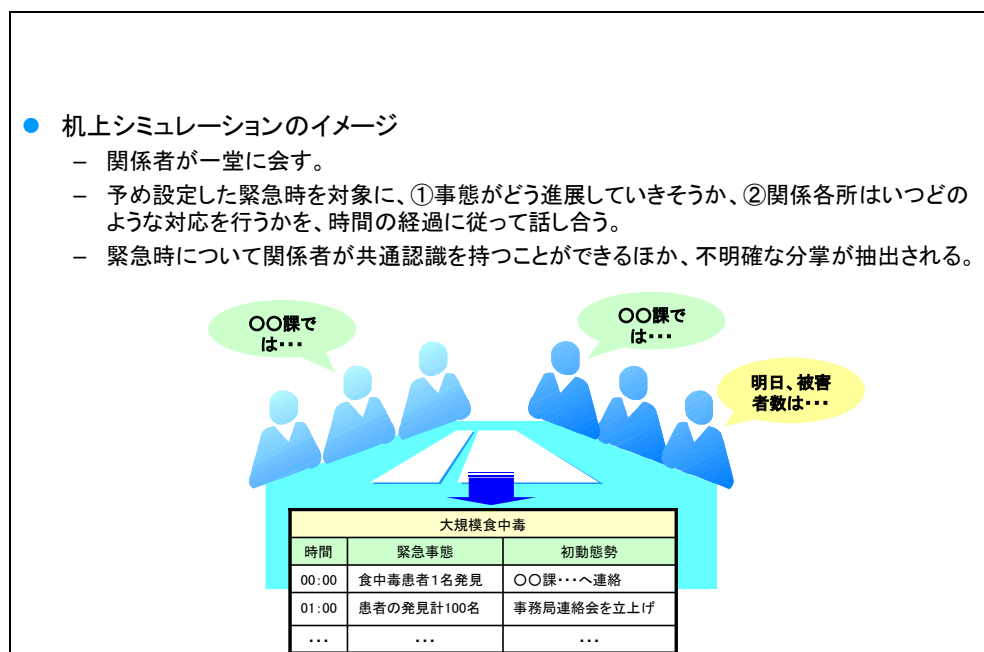 ● 机上シミュレーションのイメージ
– 関係者が一堂に会す。
– 予め設定した緊急時を対象に、①事態がどう進展していきそうか、②関係各所はいつどの
ような対応を行うかを、時間の経過に従って話し合う。
– 緊急時について関係者が共通認識を持つことができるほか、不明確な分掌が抽出される。
〇〇課で
は・・・
〇〇課で
は・・・
明日、被害
者数は・・・
大規模食中毒
時間 緊急事態 初動態勢
00:00 食中毒患者1名発見 〇〇課・・・へ連絡
01:00 患者の発見計100名 事務局連絡会を立上げ
... ... ...